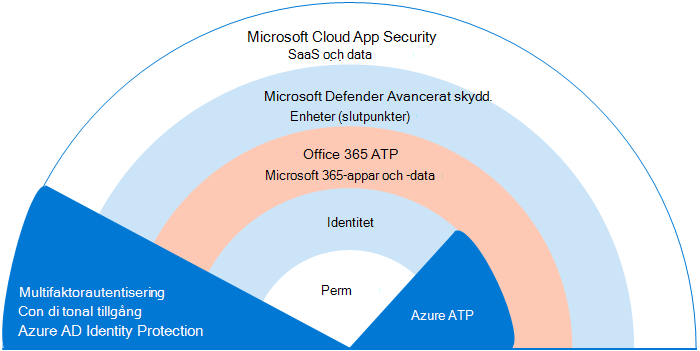 Microsoft Cloud App Security
SaaS och data
Microsoft Defender Avancerat skydd.
Enheter (slutpunkter)
Office 365 ATP
Microsoft 365-appar och -data
Identitet
Perm
Multifaktorautentisering
Con di tonal tillgång
Azure AD Identity Protection
Azure ATP